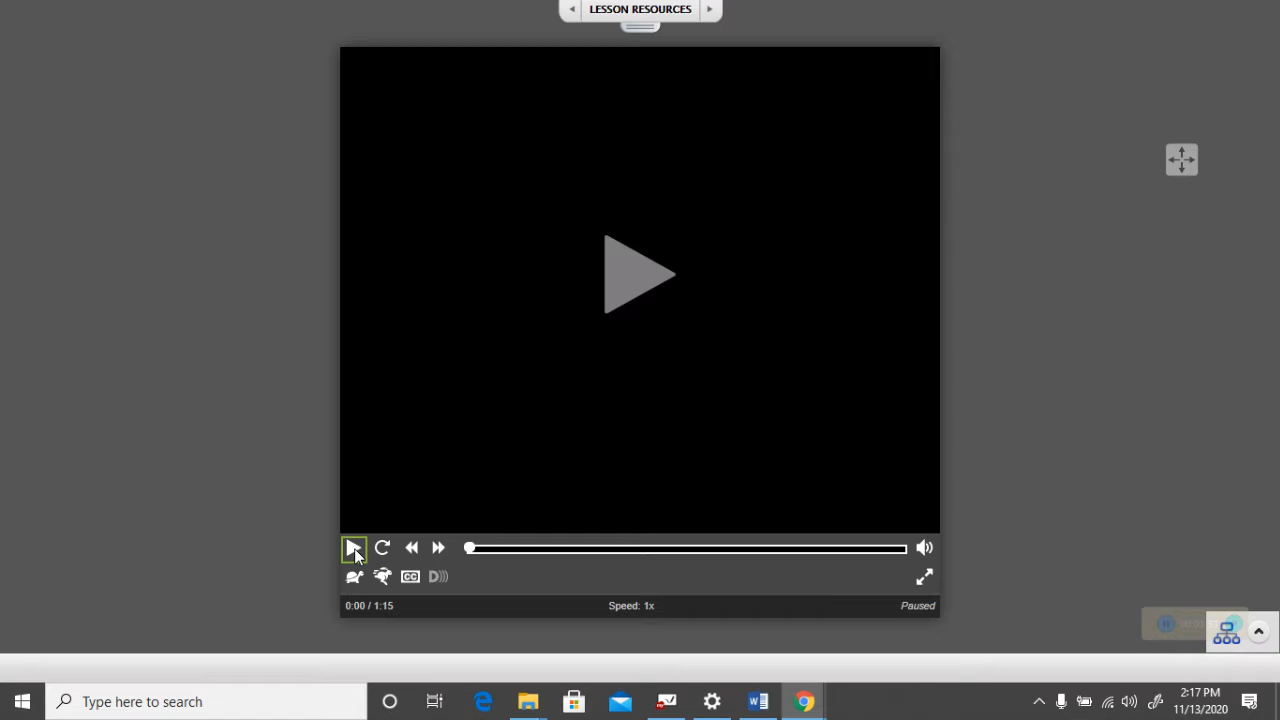 LESSON RESOURCES
CC
D
0:00 / 1:15
Speed: 1x
Paused
Type here to search
2:17 PM
11/13/2020